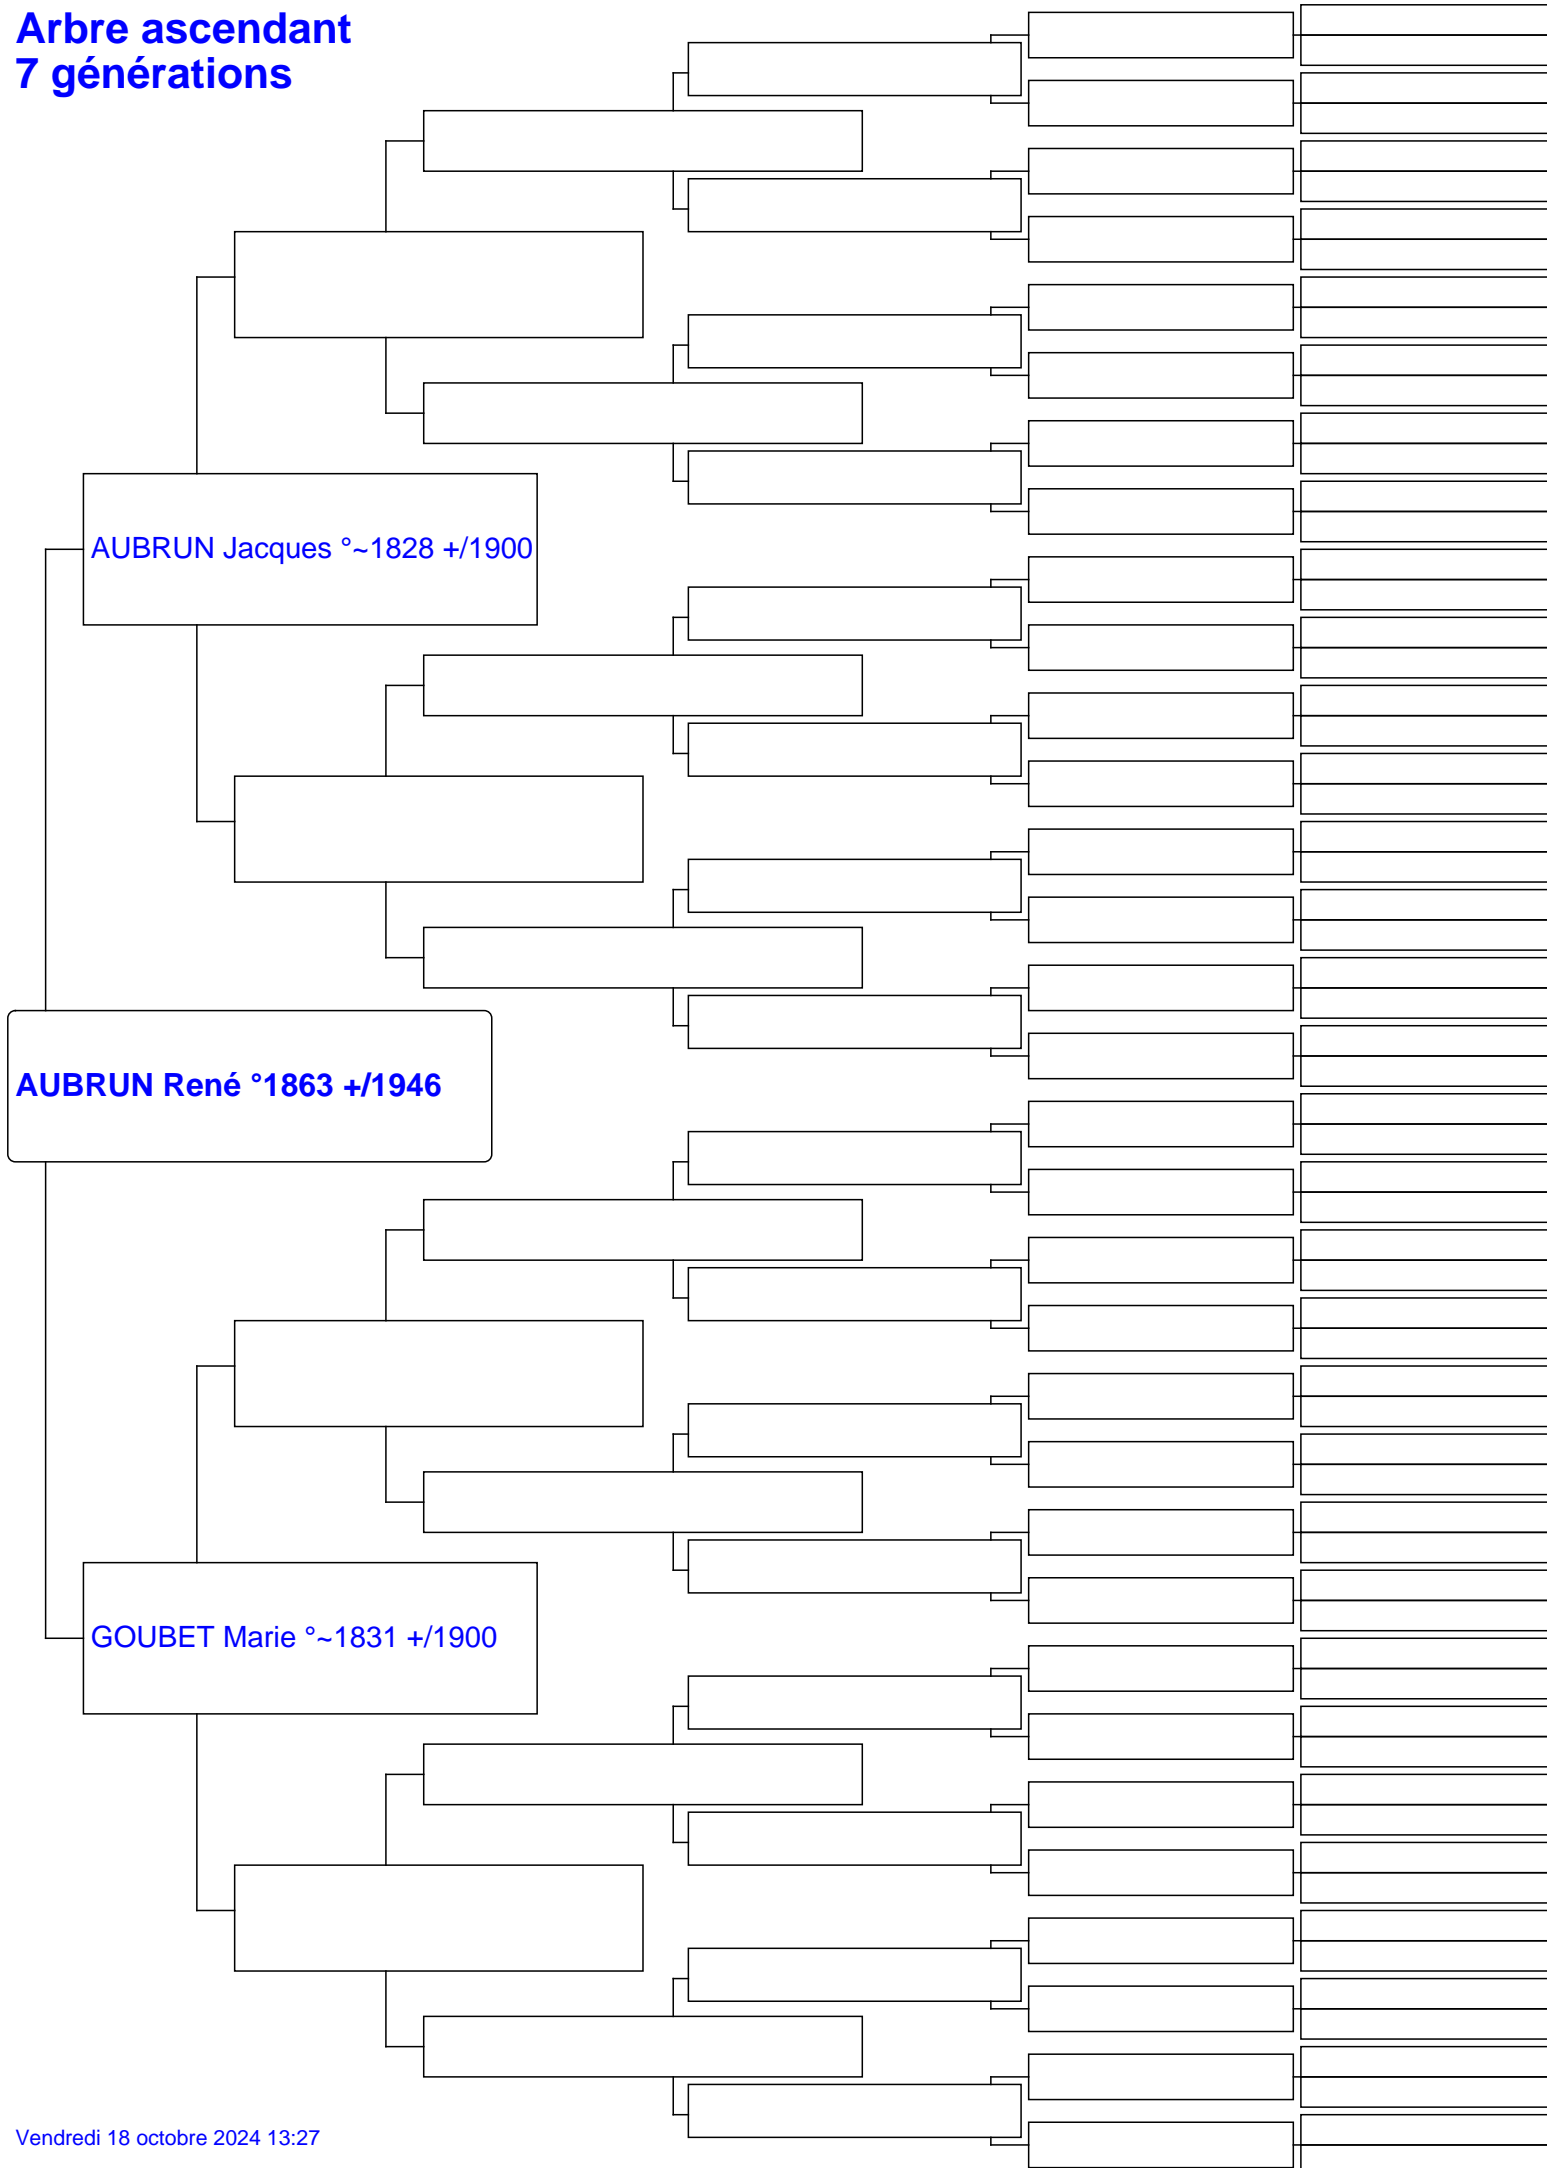 Arbre ascendant
7 générations
AUBRUN Jacques °~1828 +/1900
AUBRUN René °1863 +/1946
GOUBET Marie °~1831 +/1900
Vendredi 18 octobre 2024 13:27